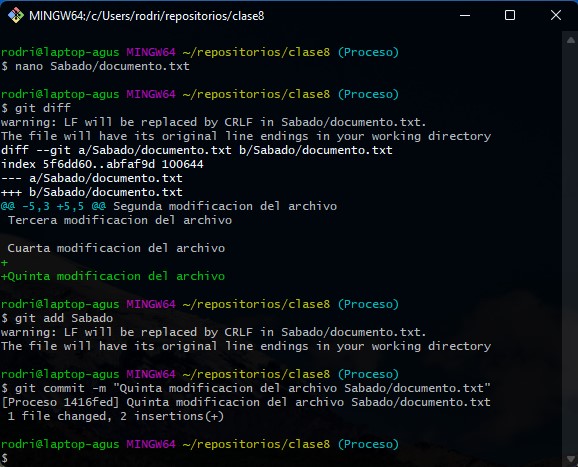 MINGW64:/c/Users/rodri/repositorios/clase8
rodri@laptop-agus MINGW64 ~/repositorios/clase8 (Proceso)
$ nano Sabado/documento.txt
rodri@laptop-agus MINGW64 ~/repositorios/clase8 (Proceso)
$ git diff
warning: LF will be replaced by CRLF in Sabado/documento.txt.
The file will have its original line endings in your working directory
diff --git a/Sabado/documento.txt b/Sabado/documento.txt
index 5f6dd60..abfaf9d 100644
--- a/Sabado/documento.txt
+++ b/Sabado/documento.txt
@@ -5,3 +5,5 @@ Segunda modificacion del archivo
 Tercera modificacion del archivo

 Cuarta modificacion del archivo
+
+Quinta modificacion del archivo
rodri@laptop-agus MINGW64 ~/repositorios/clase8 (Proceso)
$ git add Sabado
warning: LF will be replaced by CRLF in Sabado/documento.txt.
The file will have its original line endings in your working directory
rodri@laptop-agus MINGW64 ~/repositorios/clase8 (Proceso)
$ git commit -m "Quinta modificacion del archivo Sabado/documento.txt"
[Proceso 1416fed] Quinta modificacion del archivo Sabado/documento.txt
 1 file changed, 2 insertions(+)
rodri@laptop-agus MINGW64 ~/repositorios/clase8 (Proceso)
$